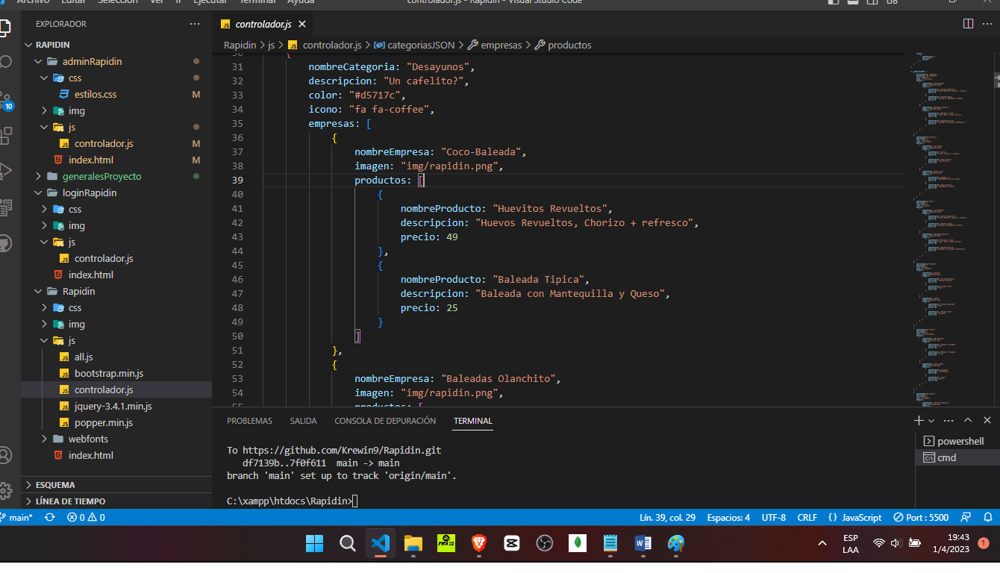 Archivo Editar Selección Ver Ir Ejecutar Terminal Ayuda
controlador.js - Rapidin - Visual Studio Code
EXPLORADOR
RAPIDIN
adminRapidin
css
estilos.css M
img
js
controlador.js M
index.html M
generalesProyecto
loginRapidin
css
img
js
controlador.js
index.html
Rapidin
css
img
js
all.js
bootstrap.min.js
controlador.js
jquery-3.4.1.min.js
popper.min.js
webfonts
index.html
ESQUEMA
LÍNEA DE TIEMPO
10
controlador.js
Rapidin > js > controlador.js > categoriasJSON > empresas > productos
30 {
31 nombreCategoria: "Desayunos",
32 descripcion: "Un cafelito?",
33 color: "#d5717c",
34 icono: "fa fa-coffee",
35 empresas: [
36 {
37 nombreEmpresa: "Coco-Baleada",
38 imagen: "img/rapidin.png",
39 productos: [
40 {
41 nombreProducto: "Huevitos Revueltos",
42 descripcion: "Huevos Revueltos, Chorizo + refresco",
43 precio: 49
44 },
45 {
46 nombreProducto: "Baleada Tipica",
47 descripcion: "Baleada con Mantequilla y Queso",
48 precio: 25
49 }
50 ]
51 },
52 {
53 nombreEmpresa: "Baleadas Olanchito",
54 imagen: "img/rapidin.png",
55 productos: [
PROBLEMAS SALIDA CONSOLA DE DEPURACIÓN TERMINAL
To https://github.com/Krewin9/Rapidin.git
df7139b..7f0f611 main -> main
branch 'main' set up to track 'origin/main'.
C:\xampp\htdocs\Rapidin>
powershell
cmd
main* 0 0 Lín. 39, col. 29 Espacios: 4 UTF-8 CRLF {} JavaScript Port : 5500
ESP
LAA
19:43
1/4/2023
1